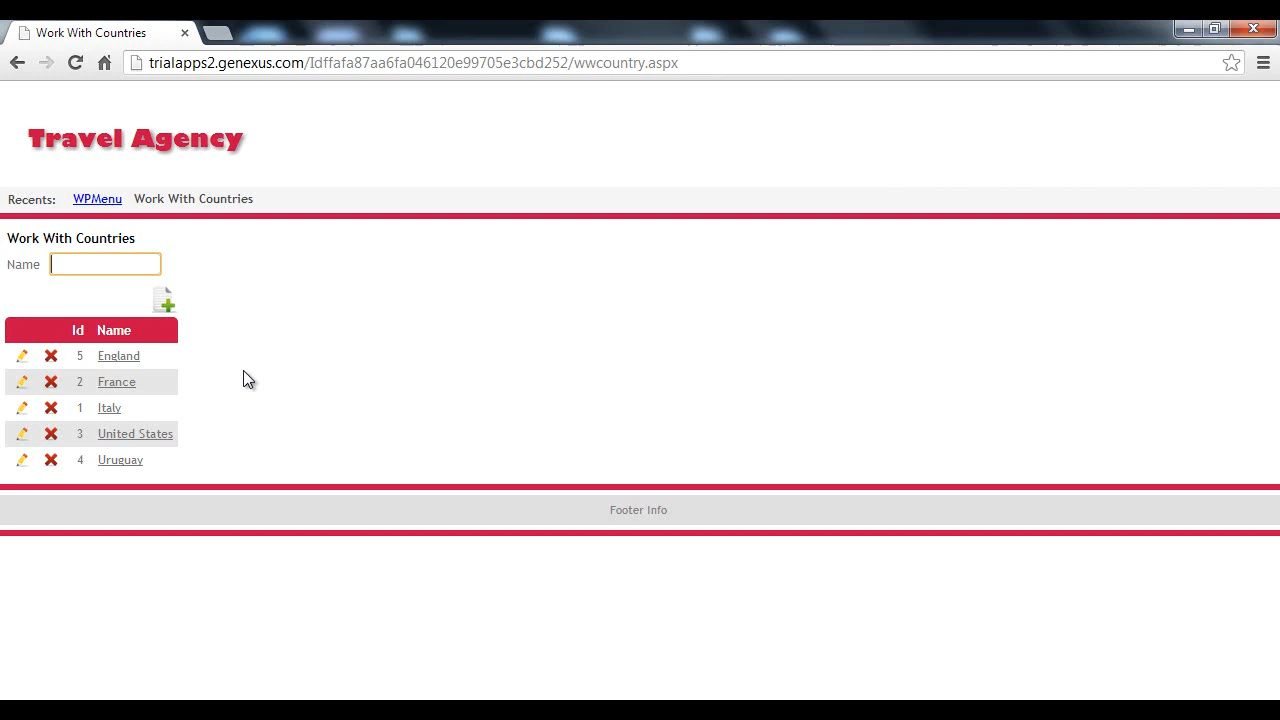 Work With Countries
trialapps2.genexus.com/Idffafa87aa6fa046120e99705e3cbd252/wwcountry.aspx
Travel Agency
Recents: WPMenu Work With Countries
Work With Countries
Name
Id Name
5 England
2 France
1 Italy
3 United States
4 Uruguay
Footer Info